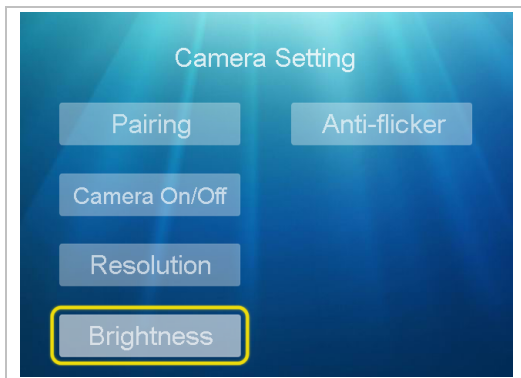 Camera Setting
Pairing
Anti-flicker
Camera On/Off
Resolution
Brightness